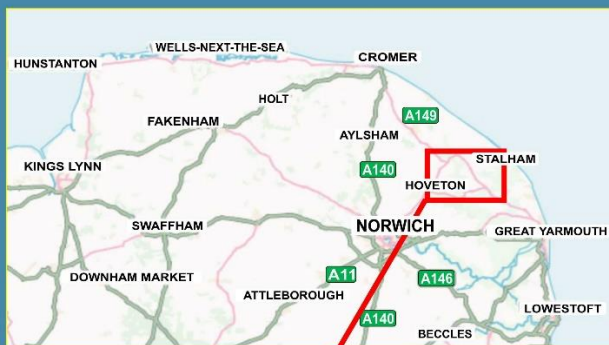 WELLS-NEXT-THE-SEA
HUNSTANTON
CROMER
HOLT
FAKENHAM
A149
AYLSHAM
STALHAM
KINGS LYNN
A140
HOVETON
SWAFFHAM
NORWICH
GREAT YARMOUTH
DOWNHAM MARKET
A11
A146
ATTLEBOROUGH
LOWESTOFT
A140
BECCLES